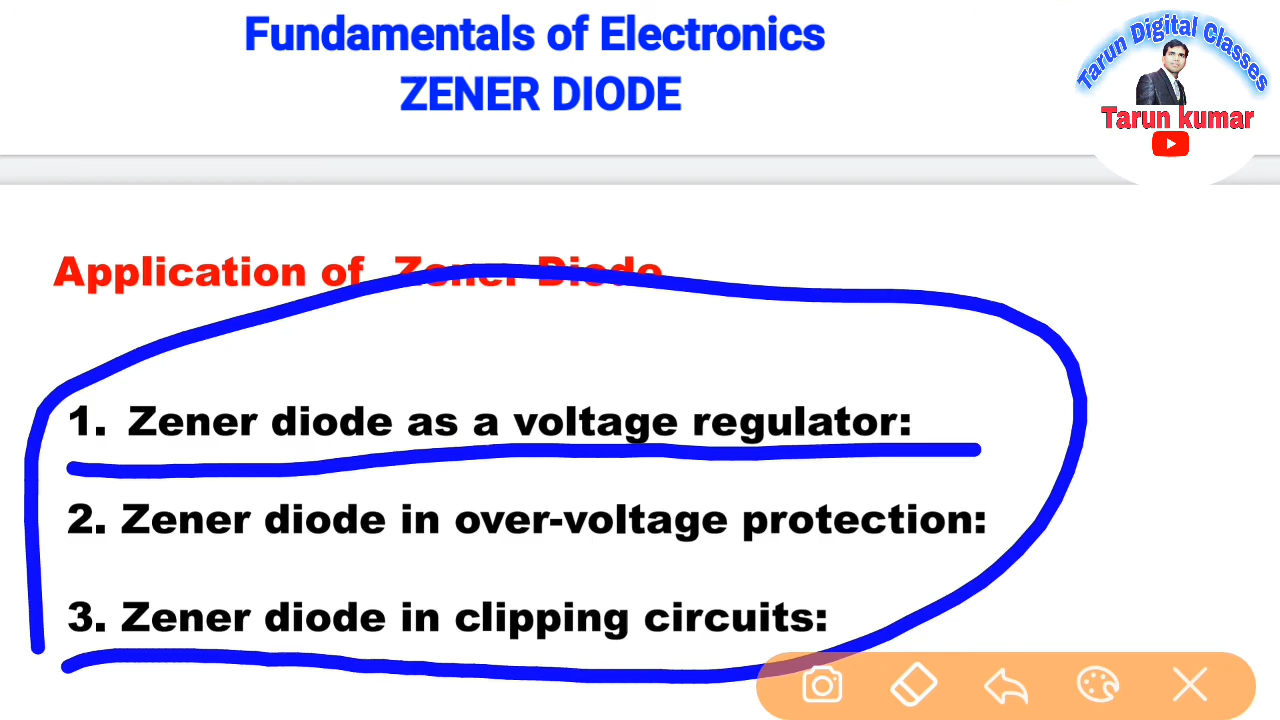 Fundamentals of Electronics
ZENER DIODE
Tarun Digital Classes
Tarun kumar
Application of Zener Diode
1. Zener diode as a voltage regulator:
2. Zener diode in over-voltage protection:
3. Zener diode in clipping circuits: